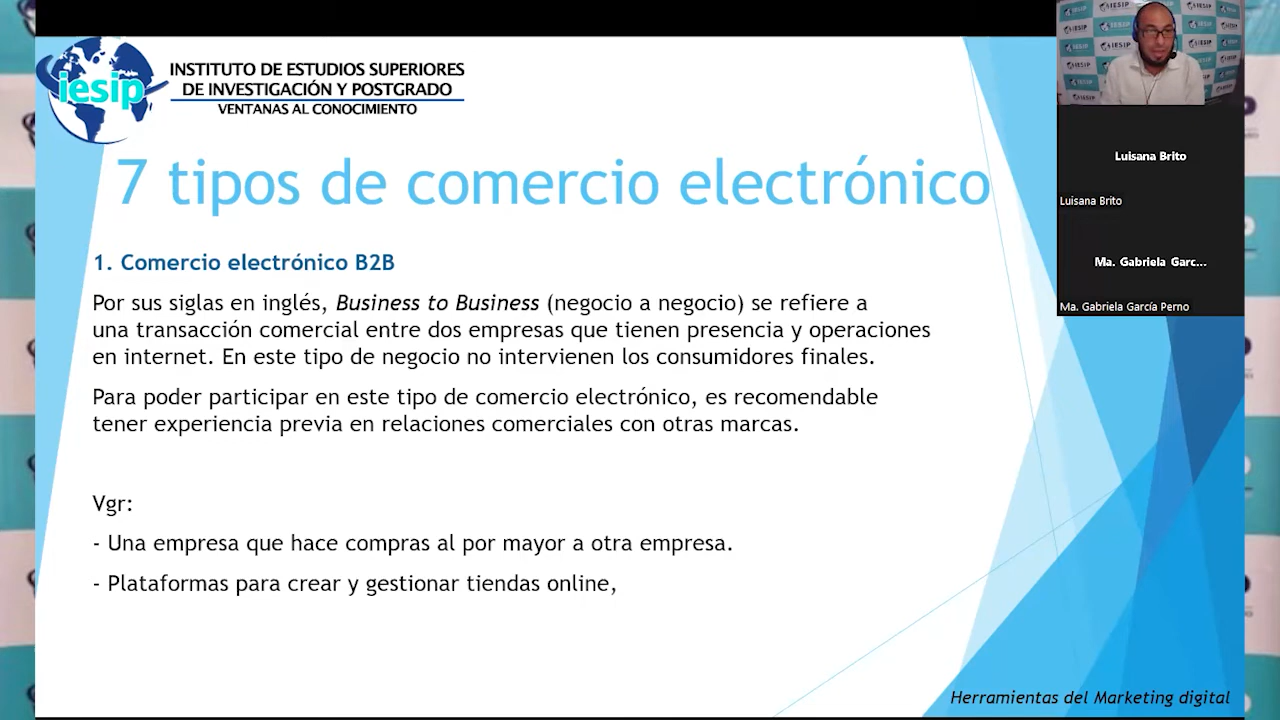 iesip
INSTITUTO DE ESTUDIOS SUPERIORES
DE INVESTIGACIÓN Y POSTGRADO
VENTANAS AL CONOCIMIENTO
7 tipos de comercio electrónico
1. Comercio electrónico B2B
Por sus siglas en inglés, Business to Business (negocio a negocio) se refiere a
una transacción comercial entre dos empresas que tienen presencia y operaciones
en internet. En este tipo de negocio no intervienen los consumidores finales.
Para poder participar en este tipo de comercio electrónico, es recomendable
tener experiencia previa en relaciones comerciales con otras marcas.
Vgr:
- Una empresa que hace compras al por mayor a otra empresa.
- Plataformas para crear y gestionar tiendas online,
Herramientas del Marketing digital
IESIP
Luisana Brito
Luisana Brito
Ma. Gabriela Garc...
Ma. Gabriela García Perno